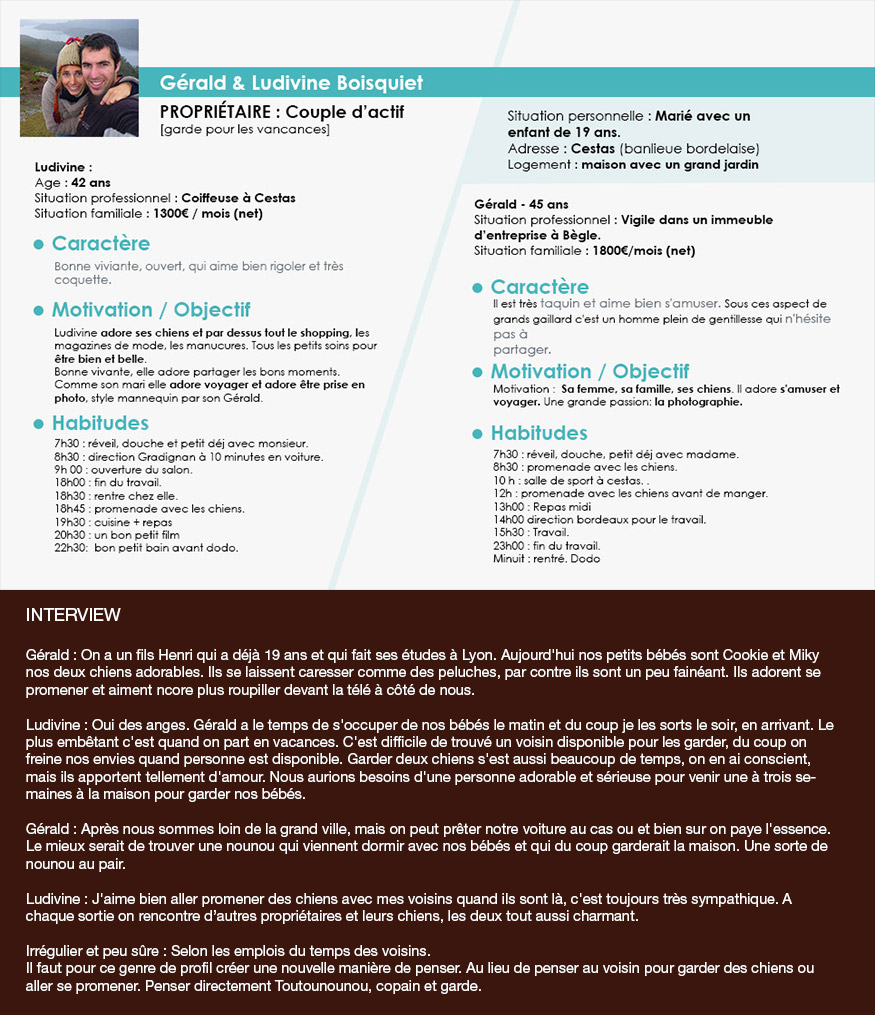 Gérald & Ludivine Boisquiet
PROPRIÉTAIRE : Couple d'actif
[garde pour les vancances]
Situation personnelle : Marié avec un
enfant de 19 ans.
Adresse : Cestas (banlieue bordelaise)
Logement : maison avec un grand jardin
Ludivine :
Age : 42 ans
Situation professionnel : Coiffeuse à Cestas
Situation familiale : 1300€ / mois (net)
Caractère
Bonne viviante, ouvert, qui aime bien rigoler et très
coquette.
Motivation / Objectif
Ludivine adore ses chiens et par dessus tout le shopping, les
magazines de mode, les manucures. Tous les petits soins pour
être bien et belle.
Bonne vivante, elle adore partager les bons moments.
Comme son mari elle adore voyager et adore être prise en
photo, style mannequin par son Gérald.
Habitudes
7h30 : réveil, douche et petit déj avec monsieur.
8h30 : direction Gradignan à 10 minutes en voiture.
9h 00 : ouverture du salon.
18h00 : fin du travail.
18h30 : rentre chez elle.
18h45 : promenade avec les chiens.
19h30 : cuisine + repas
20h30 : un bon petit film
22h30:  bon petit bain avant dodo.
Gérald - 45 ans
Situation professionnel : Vigile dans un immeuble
d'entreprise à Bègle.
Situation familiale : 1800€/mois (net)
Caractère
Il est très taquin et aime bien s'amuser. Sous ces aspect de
grands gaillard c'est un homme plein de gentillesse qui n'hésite
pas à
partager.
Motivation / Objectif
Motivation :  Sa femme, sa famille, ses chiens. Il adore s'amuser et
voyager. Une grande passion: la photographie.
Habitudes
7h30 : réveil, douche, petit déj avec madame.
8h30 : promenade avec les chiens.
10 h : salle de sport à cestas. .
12h : promenade avec les chiens avant de manger.
13h00 : Repas midi
14h00 direction bordeaux pour le travail.
15h30 : Travail.
23h00 : fin du travail.
Minuit : rentré. Dodo
INTERVIEW
Gérald : On a un fils Henri qui a déjà 19 ans et qui fait ses études à Lyon. Aujourd'hui nos petits bébés sont Cookie et Miky
nos deux chiens adorables. Ils se laissent caresser comme des peluches, par contre ils sont un peu fainéant. Ils adorent se
promener et aiment ncore plus roupiller devant la télé à côté de nous.
Ludivine : Oui des anges. Gérald a le temps de s'occuper de nos bébés le matin et du coup je les sorts le soir, en arrivant. Le
plus embêtant c'est quand on part en vacances. C'est difficile de trouvé un voisin disponible pour les garder, du coup on
freine nos envies quand personne est disponible. Garder deux chiens s'est aussi beaucoup de temps, on en ai conscient,
mais ils apportent tellement d'amour. Nous aurions besoins d'une personne adorable et sérieuse pour venir une à trois se-
maines à la maison pour garder nos bébés.
Gérald : Après nous sommes loin de la grand ville, mais on peut prêter notre voiture au cas ou et bien sur on paye l'essence.
Le mieux serait de trouver une nounou qui viennent dormir avec nos bébés et qui du coup garderait la maison. Une sorte de
nounou au pair.
Ludivine : J'aime bien aller promener des chiens avec mes voisins quand ils sont là, c'est toujours très sympathique. A
chaque sortie on rencontre d'autres propriétaires et leurs chiens, les deux tout aussi charmant.
Irrégulier et peu sûre : Selon les emplois du temps des voisins.
Il faut pour ce genre de profil créer une nouvelle manière de penser. Au lieu de penser au voisin pour garder des chiens ou
aller se promener. Penser directement Toutounounou, copain et garde.